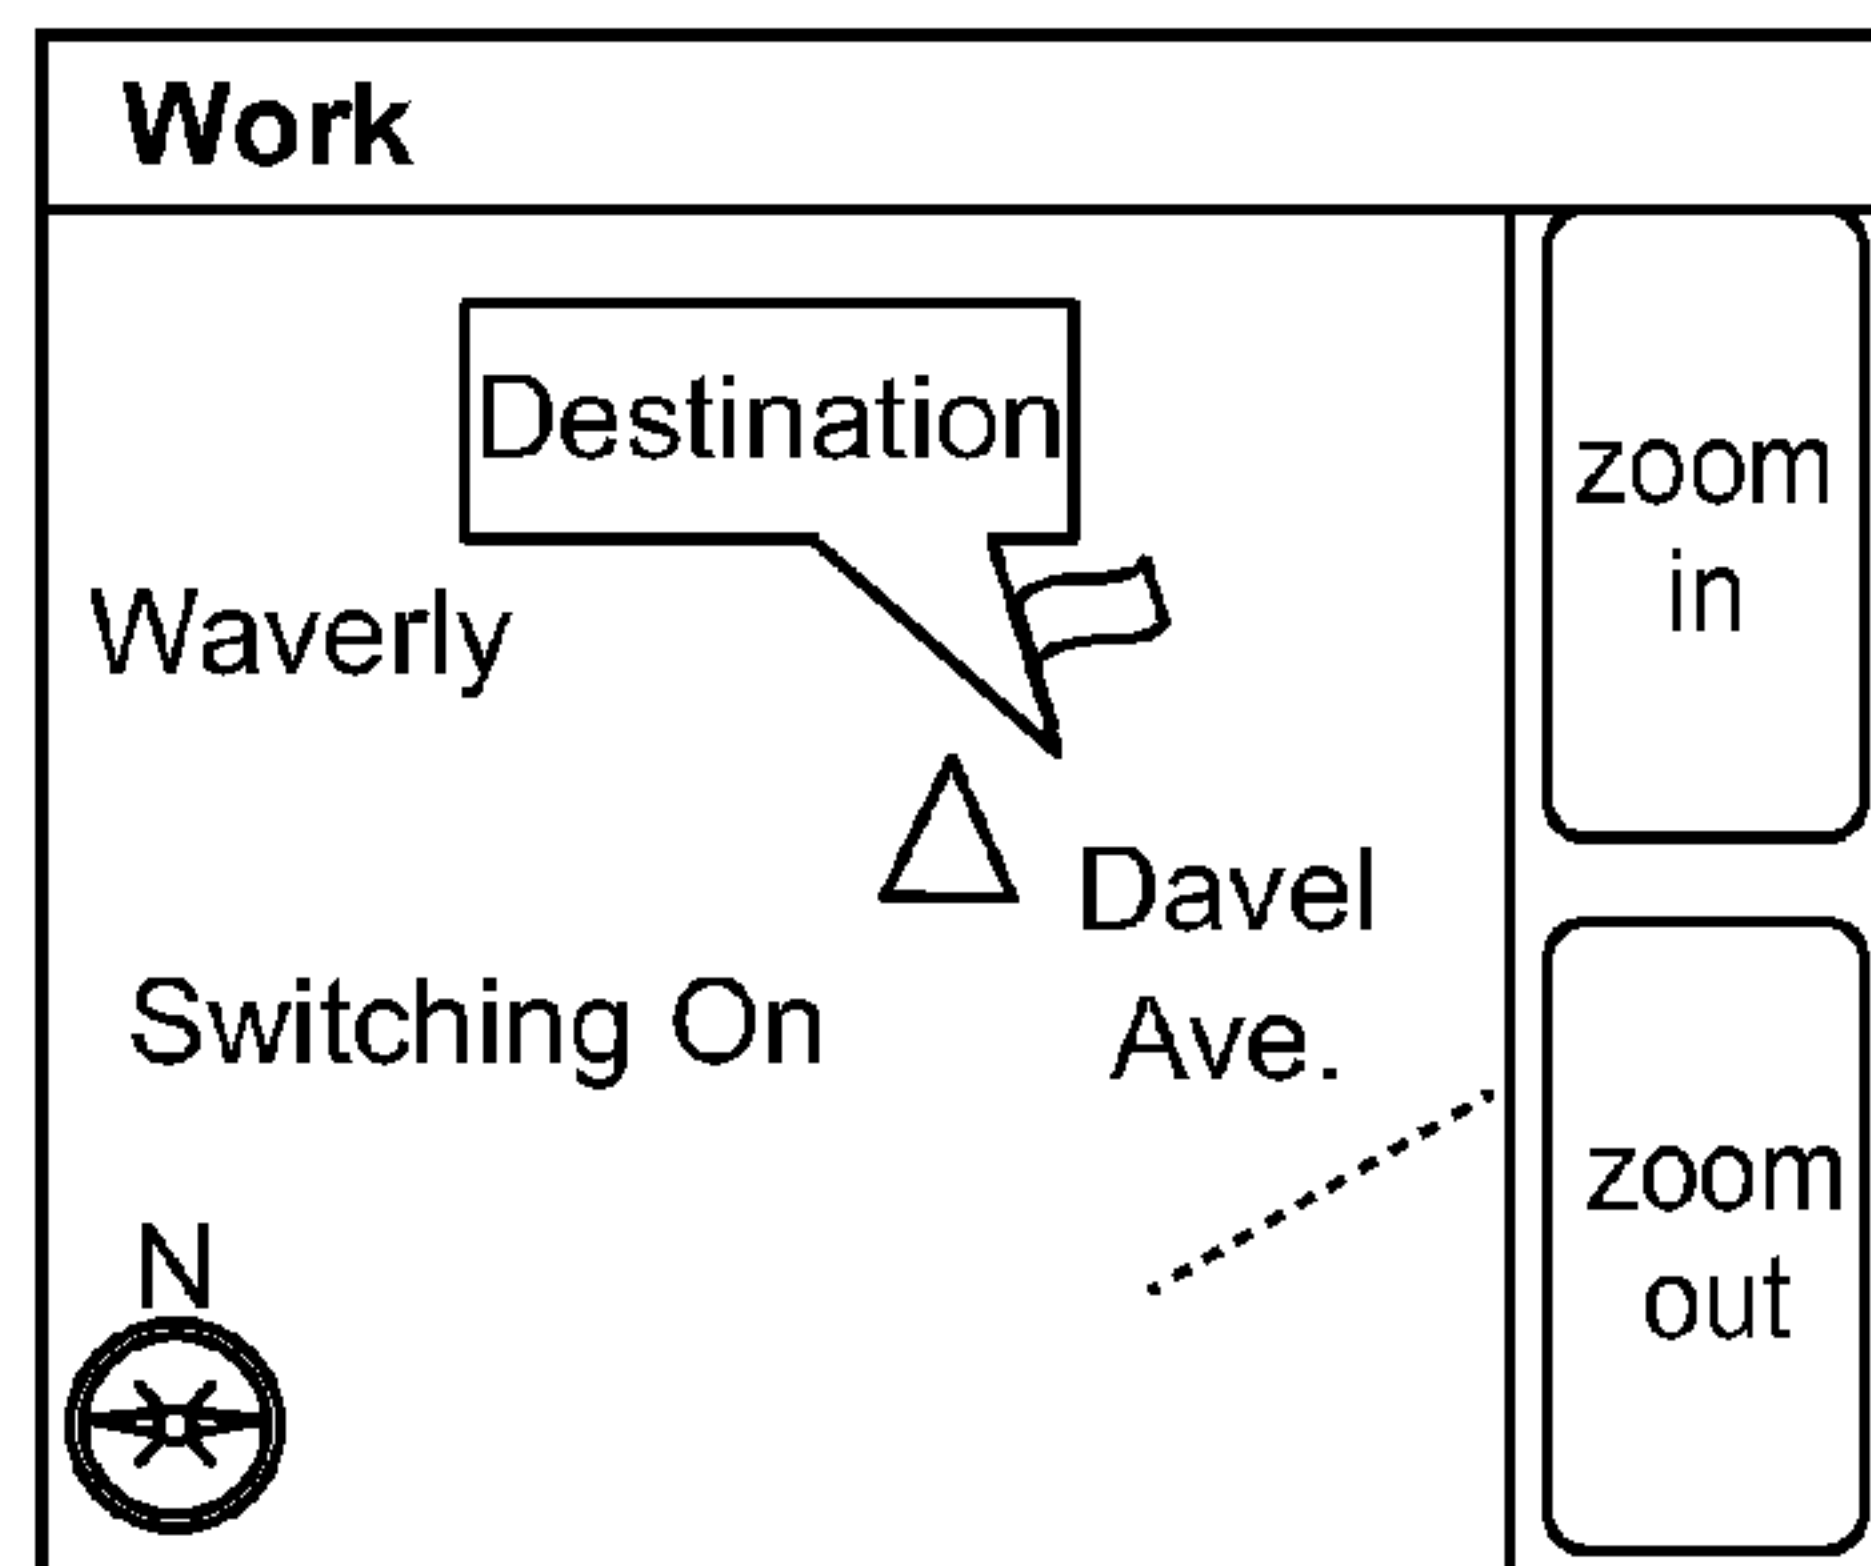 Work
Destination
zoom
in
Waverly
Davel
Ave.
Switching On
zoom
out
N